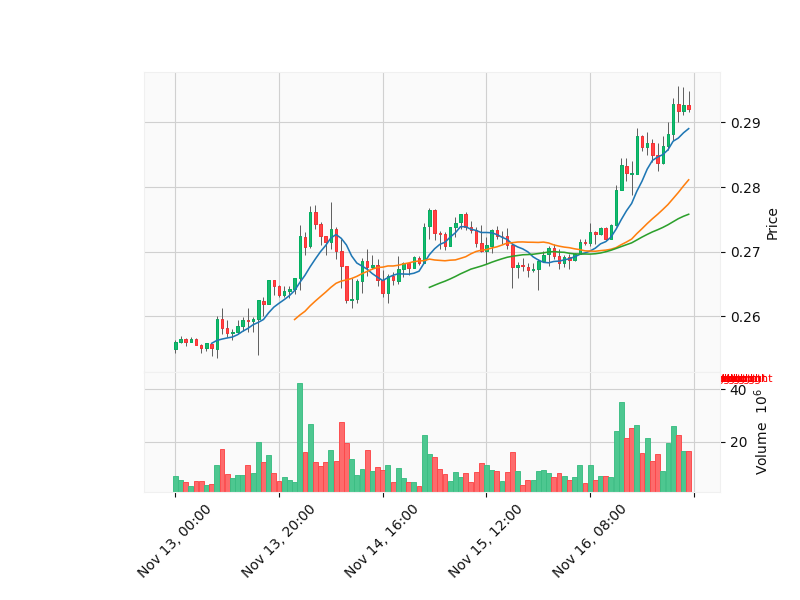 0.29
0.28
0.27
0.26
Price
40
20
Volume 10^6
Nov 13, 00:00
Nov 13, 20:00
Nov 14, 16:00
Nov 15, 12:00
Nov 16, 08:00